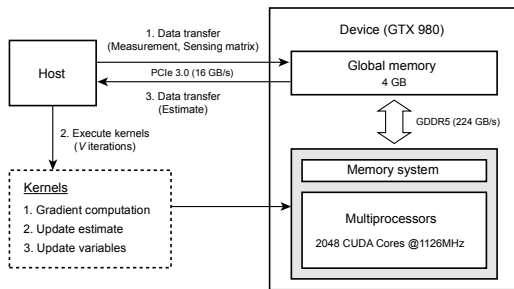 1. Data transfer
(Measurement, Sensing matrix)
Device (GTX 980)
Host
PCIe 3.0 (16 GB/s)
Global memory
4 GB
3. Data transfer
(Estimate)
GDDR5 (224 GB/s)
2. Execute kernels
(V iterations)
Kernels
1. Gradient computation
2. Update estimate
3. Update variables
Memory system
Multiprocessors
2048 CUDA Cores @1126MHz